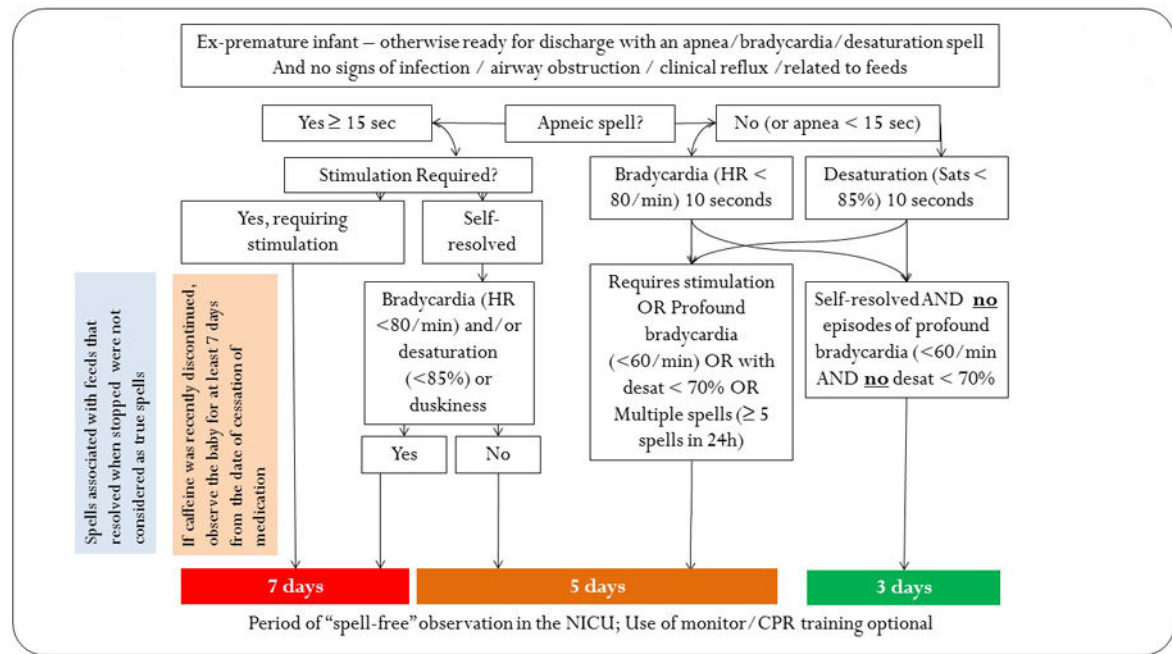 Ex-premature infant – otherwise ready for discharge with an apnea/bradycardia/desaturation spell
And no signs of infection / airway obstruction / clinical reflux /related to feeds
Yes ≥ 15 sec
Apneic spell?
No (or apnea < 15 sec)
Stimulation Required?
Bradycardia (HR <
80/min) 10 seconds
Desaturation (Sats <
85%) 10 seconds
Yes, requiring
stimulation
Self-
resolved
Spells associated with feeds that
resolved when stopped were not
considered as true spells
If caffeine was recently discontinued,
observe the baby for at least 7 days
from the date of cessation of
medication
Bradycardia (HR
<80/min) and/or
desaturation
(<85%) or
duskiness
Requires stimulation
OR Profound
bradycardia
(<60/min) OR with
desat < 70% OR
Multiple spells (≥ 5
spells in 24h)
Self-resolved AND no
episodes of profound
bradycardia (<60/min
AND no desat < 70%
Yes
No
7 days
5 days
3 days
Period of “spell-free” observation in the NICU; Use of monitor/CPR training optional